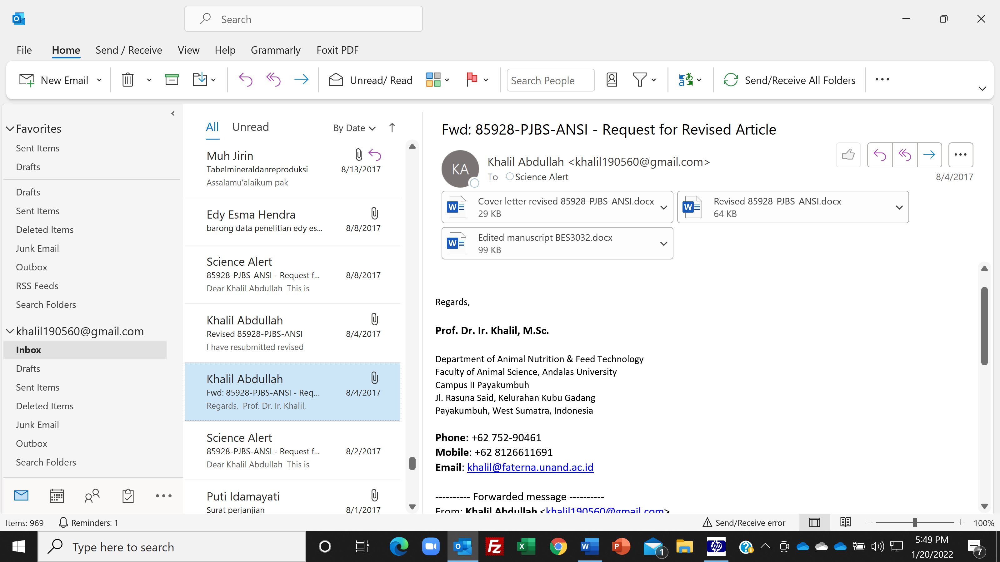 Search
File Home Send / Receive View Help Grammarly Foxit PDF
New Email Unread/ Read Search People Send/Receive All Folders
Favorites
Sent Items
Drafts
Drafts
Sent Items
Deleted Items
Junk Email
Outbox
RSS Feeds
Search Folders
khalil190560@gmail.com
Inbox
Drafts
Sent Items
Deleted Items
Junk Email
Outbox
Search Folders
All Unread By Date
Muh Jirin
Tabelmineraldanreproduksi 8/13/2017
Assalamu'alaikum pak
Edy Esma Hendra
barong data penelitian edy es... 8/8/2017
Science Alert
85928-PJBS-ANSI - Request f... 8/8/2017
Dear Khalil Abdullah This is
Khalil Abdullah
Revised 85928-PJBS-ANSI 8/4/2017
I have resubmitted revised
Khalil Abdullah
Fwd: 85928-PJBS-ANSI - Req... 8/4/2017
Regards, Prof. Dr. Ir. Khalil,
Science Alert
85928-PJBS-ANSI - Request f... 8/2/2017
Dear Khalil Abdullah This is
Puti Idamayati
Surat perjanjian 8/1/2017
Fwd: 85928-PJBS-ANSI - Request for Revised Article
KA
Khalil Abdullah <khalil190560@gmail.com>
To Science Alert
8/4/2017
Cover letter revised 85928-PJBS-ANSI.docx
29 KB
Revised 85928-PJBS-ANSI.docx
64 KB
Edited manuscript BES3032.docx
99 KB
Regards,
Prof. Dr. Ir. Khalil, M.Sc.
Department of Animal Nutrition & Feed Technology
Faculty of Animal Science, Andalas University
Campus II Payakumbuh
Jl. Rasuna Said, Kelurahan Kubu Gadang
Payakumbuh, West Sumatra, Indonesia
Phone: +62 752-90461
Mobile: +62 8126611691
Email: khalil@faterna.unand.ac.id
---------- Forwarded message ----------
From: Khalil Abdullah <khalil190560@gmail.com>
Items: 969 Reminders: 1 Send/Receive error 100%
Type here to search
1
5:49 PM
1/20/2022
7